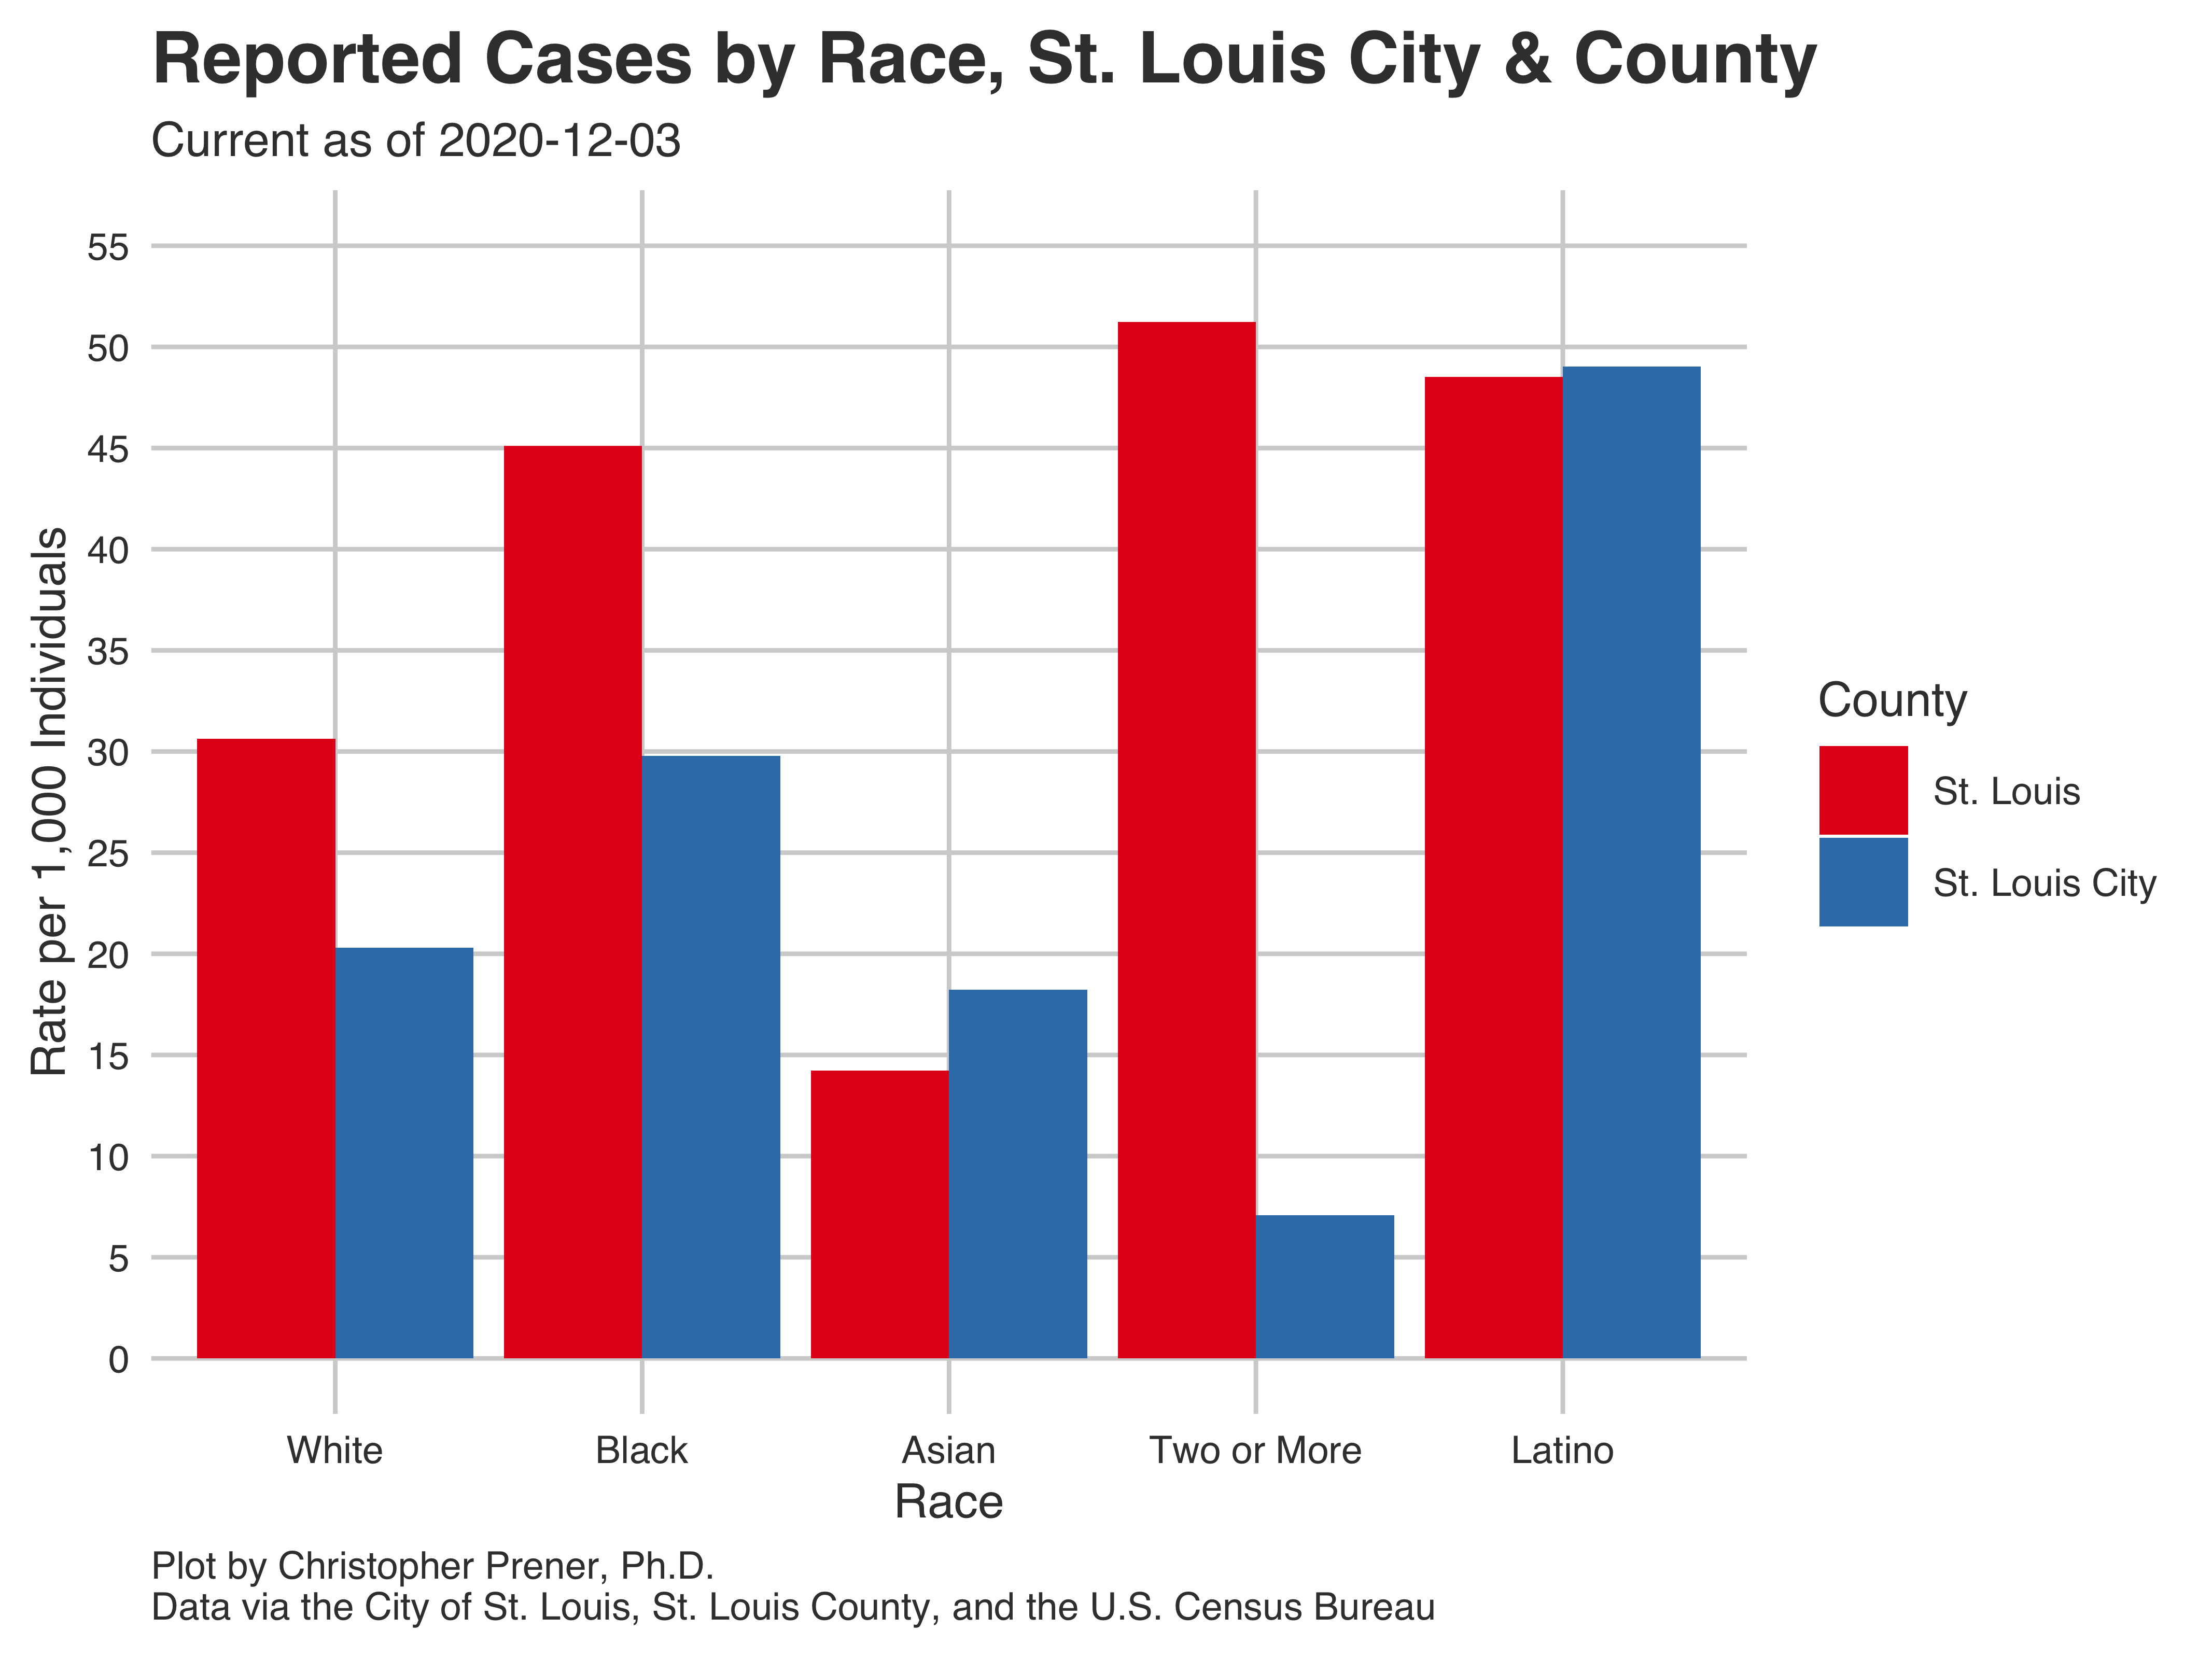 Reported Cases by Race, St. Louis City & County
Current as of 2020-12-03
55
50
45
40
35
30
25
20
15
10
5
0
Rate per 1,000 Individuals
White
Black
Asian
Two or More
Latino
Race
County
St. Louis
St. Louis City
Plot by Christopher Prener, Ph.D.
Data via the City of St. Louis, St. Louis County, and the U.S. Census Bureau